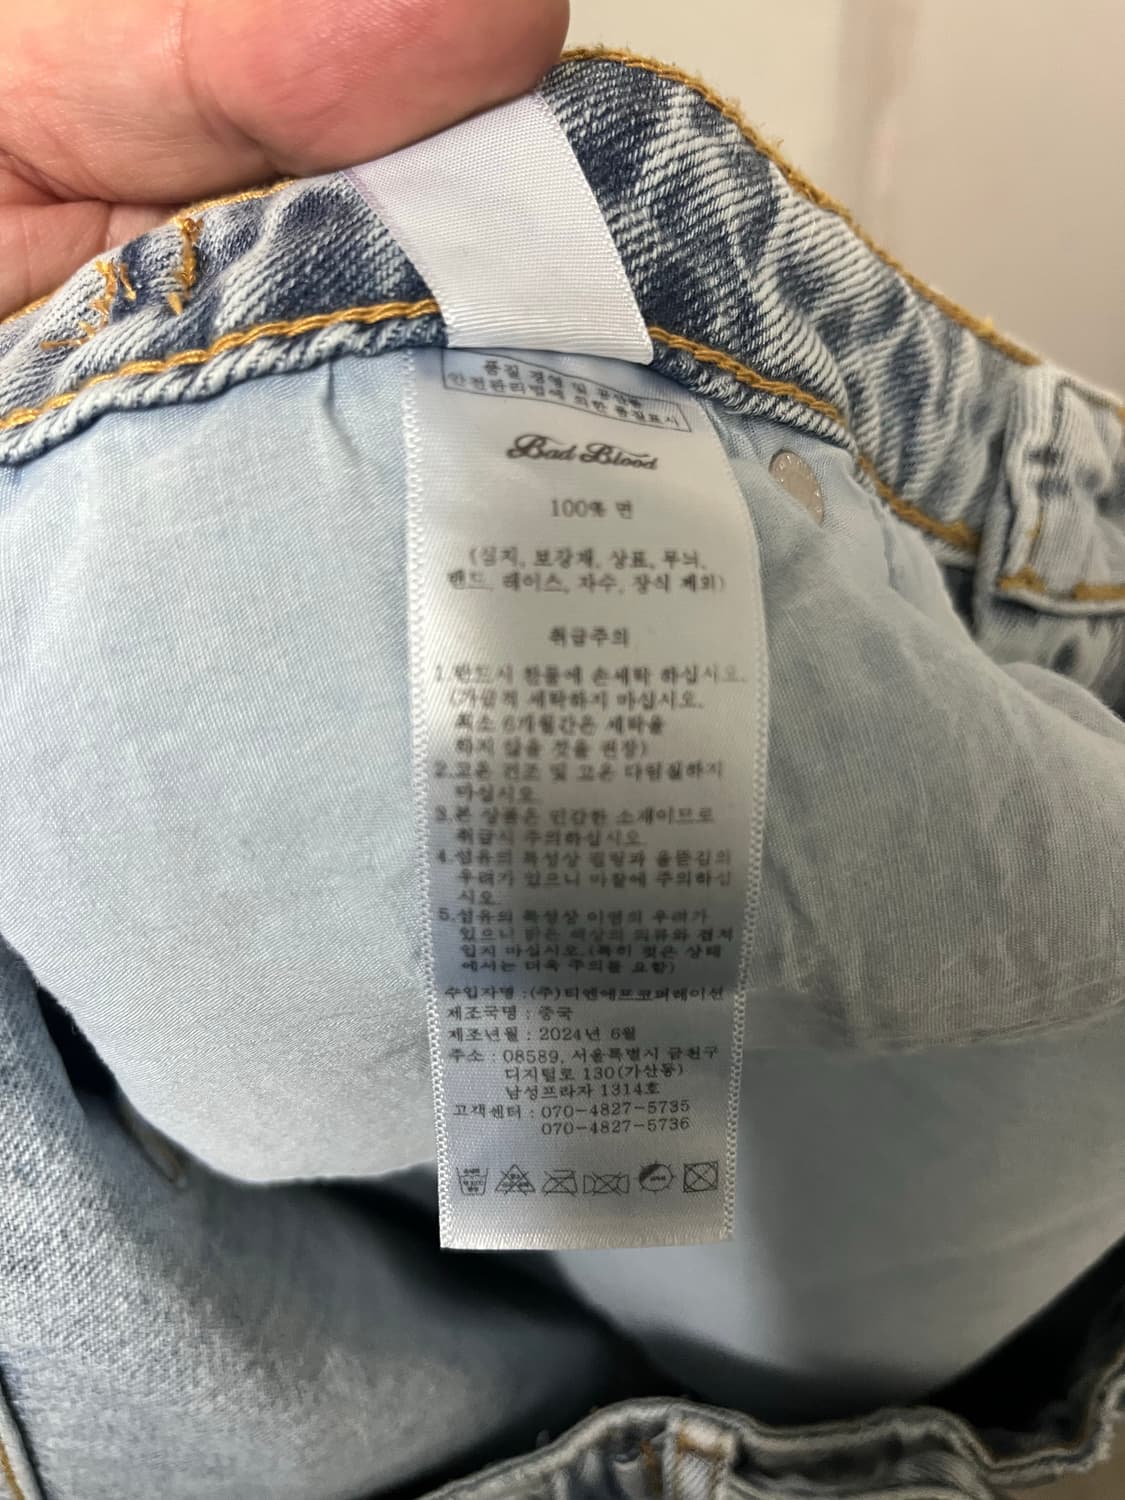 품질 경영 및 공산품
안전관리법에 의한 품질표시
Bad Blood
100% 면
(심지, 보강재, 상표, 무늬,
밴드, 레이스, 자수, 장식 제외)
취급주의
1.반드시 찬물에 손세탁 하십시오.
(가급적 세탁하지 마십시오.
최소 6개월간은 세탁을
하지 않을 것을 권장)
2.고온 건조 및 고온 다림질하지
마십시오.
3.본 상품은 민감한 소재이므로
취급시 주의하십시오.
4.섬유의 특성상 필링과 올뜯김의
우려가 있으니 마찰에 주의하십
시오.
5.섬유의 특성상 이염의 우려가
있으니 밝은 색상의 의류와 겹쳐
입지 마십시오.(특히 젖은 상태
에서는 더욱 주의를 요함)
수입자명 :(주)티엔에프코퍼레이션
제조국명 : 중국
제조년월 : 2024년 6월
주소 : 08589, 서울특별시 금천구
디지털로 130(가산동)
남성프라자 1314호
고객센터 : 070-4827-5735
070-4827-5736